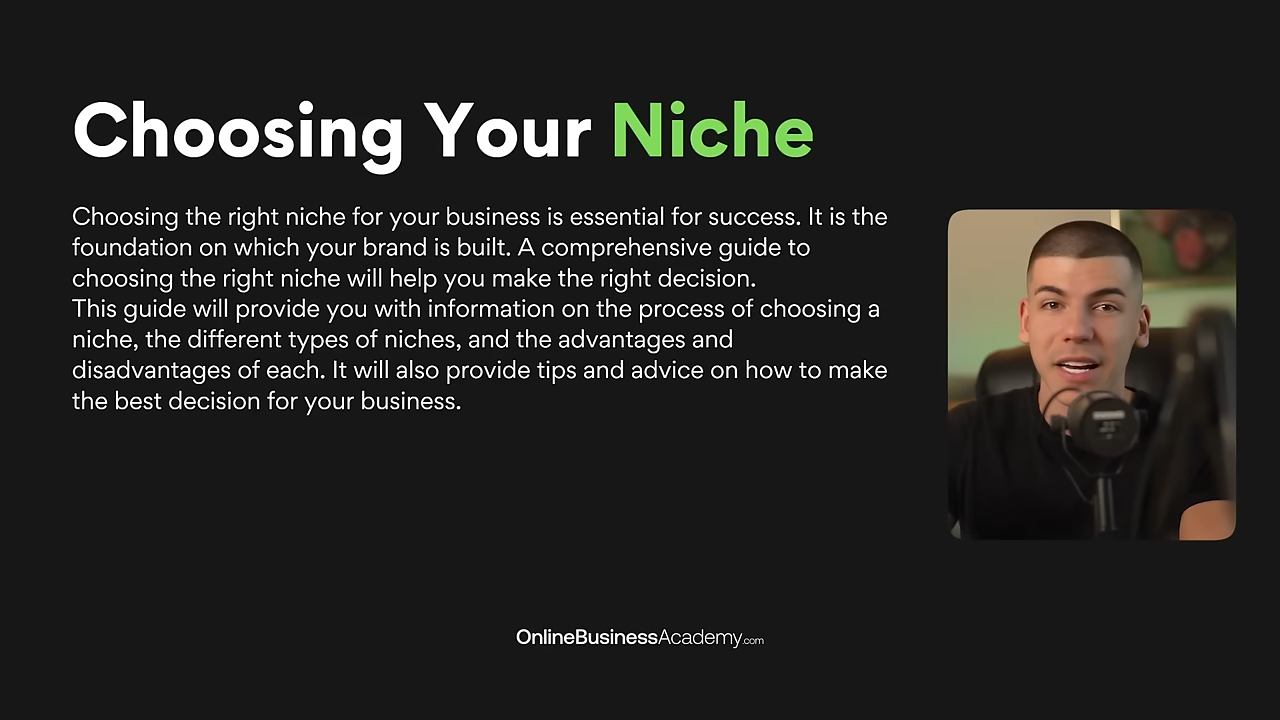 Choosing Your Niche
Choosing the right niche for your business is essential for success. It is the
foundation on which your brand is built. A comprehensive guide to
choosing the right niche will help you make the right decision.
This guide will provide you with information on the process of choosing a
niche, the different types of niches, and the advantages and
disadvantages of each. It will also provide tips and advice on how to make
the best decision for your business.
OnlineBusinessAcademy.com